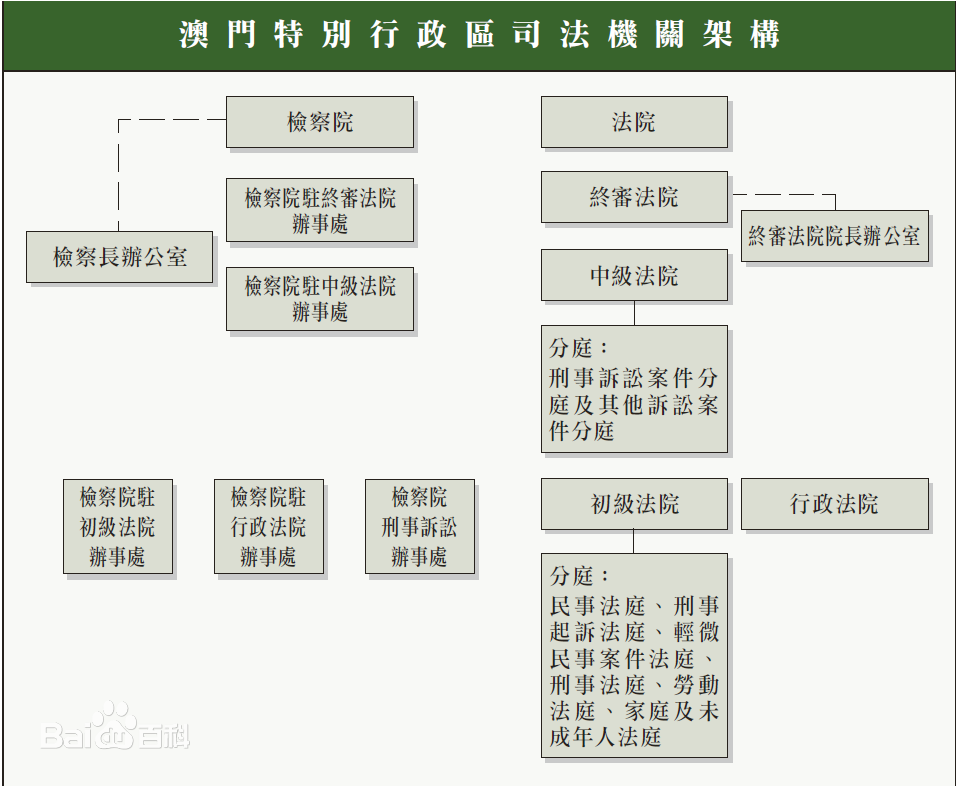 澳門特別行政區司法機關架構
檢察院
檢察院駐終審法院
辦事處
檢察長辦公室
檢察院駐中級法院
辦事處
法院
終審法院
終審法院院長辦公室
中級法院
分庭：
刑事訴訟案件分
庭及其他訴訟案
件分庭
檢察院駐
初級法院
辦事處
檢察院駐
行政法院
辦事處
檢察院
刑事訴訟
辦事處
初級法院
行政法院
分庭：
民事法庭、刑事
起訴法庭、輕微
民事案件法庭、
刑事法庭、勞動
法庭、家庭及未
成年人法庭
Bai du 百科